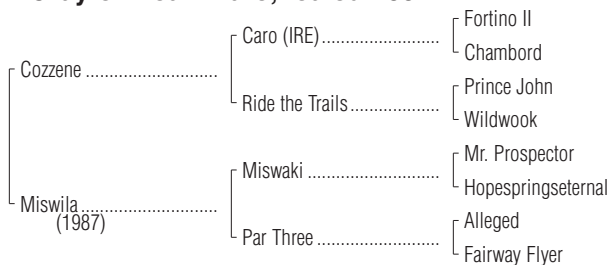 Cozzene ..............................
Miswila ..............................
(1987)
Caro (IRE) ..........................
Ride the Trails ....................
Miswaki ............................
Par Three ..........................
Fortino II
Chambord
Prince John
Wildwook
Mr. Prospector
Hopespringseternal
Alleged
Fairway Flyer